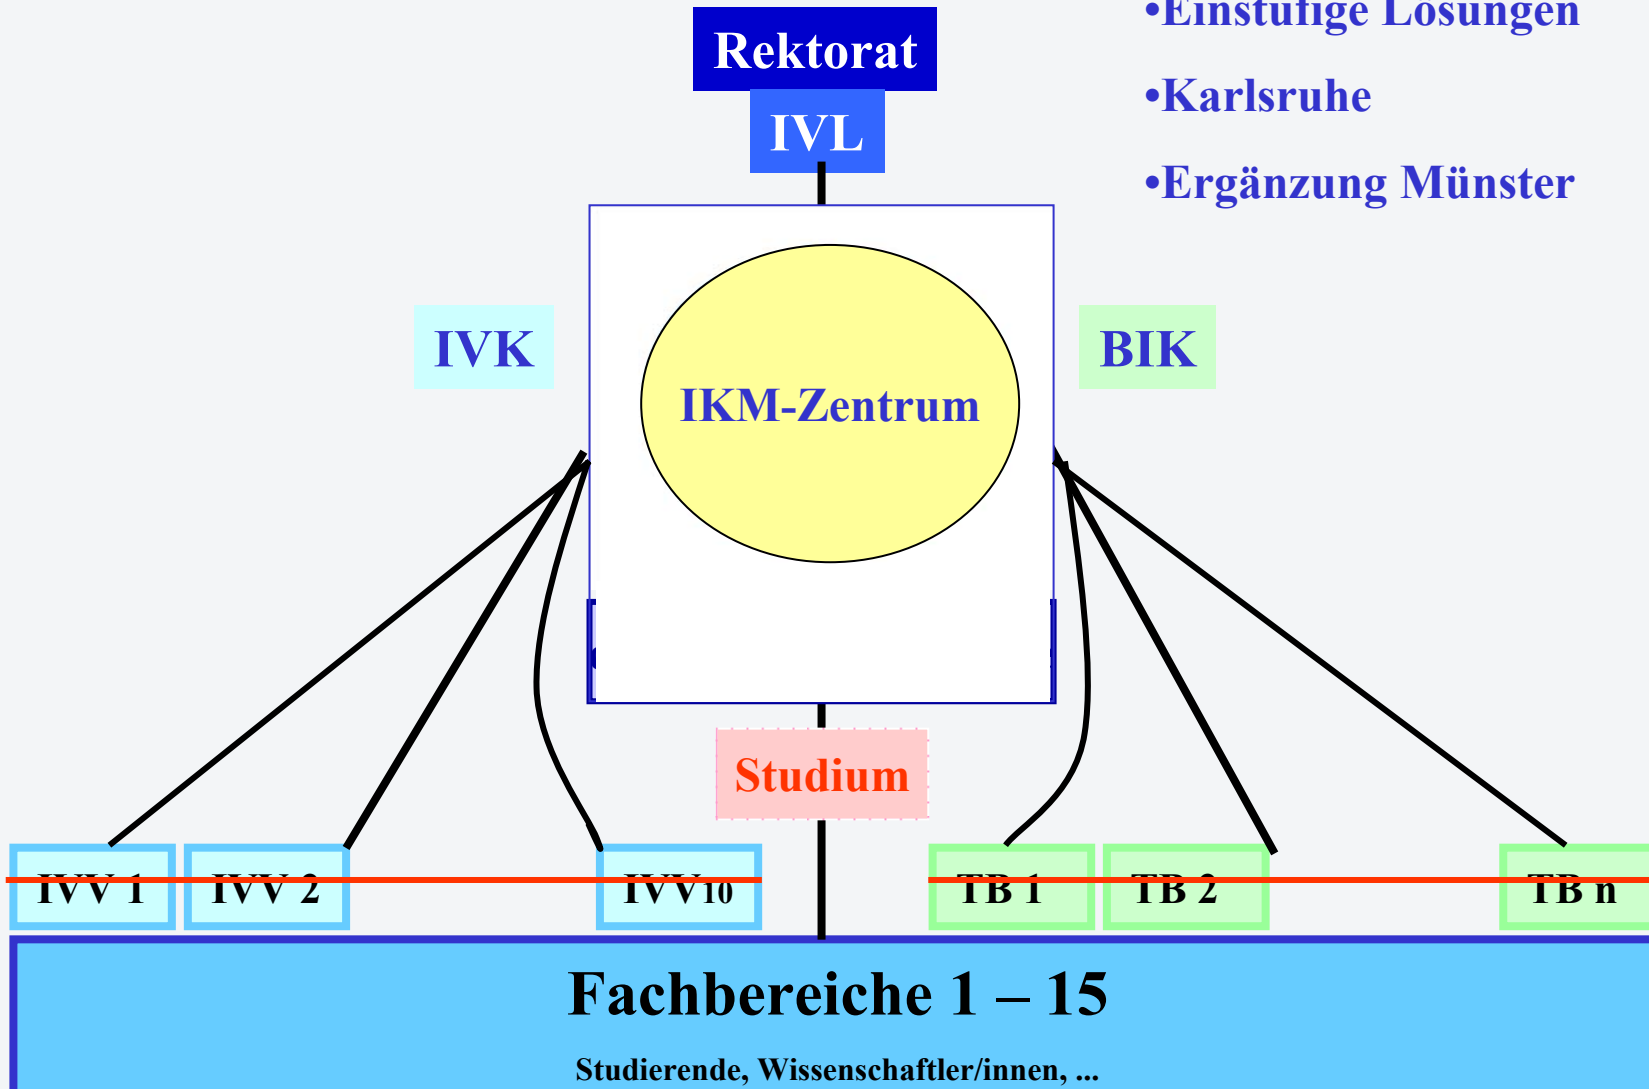 •Einstufige Lösungen
Rektorat
IVL
•Karlsruhe
•Ergänzung Münster
IVK
BIK
IKM-Zentrum
Studium
IVV 1
IVV 2
IVV10
TB 1
TB 2
TB n
Fachbereiche 1 – 15
Studierende, Wissenschaftler/innen, ...